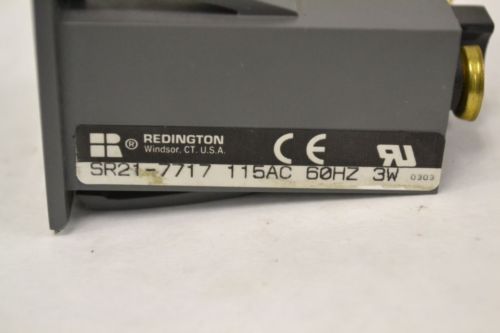 R ® REDINGTON
Windsor, CT. U.S.A.
CE
SR21-7717 115AC 60HZ 3W 0303